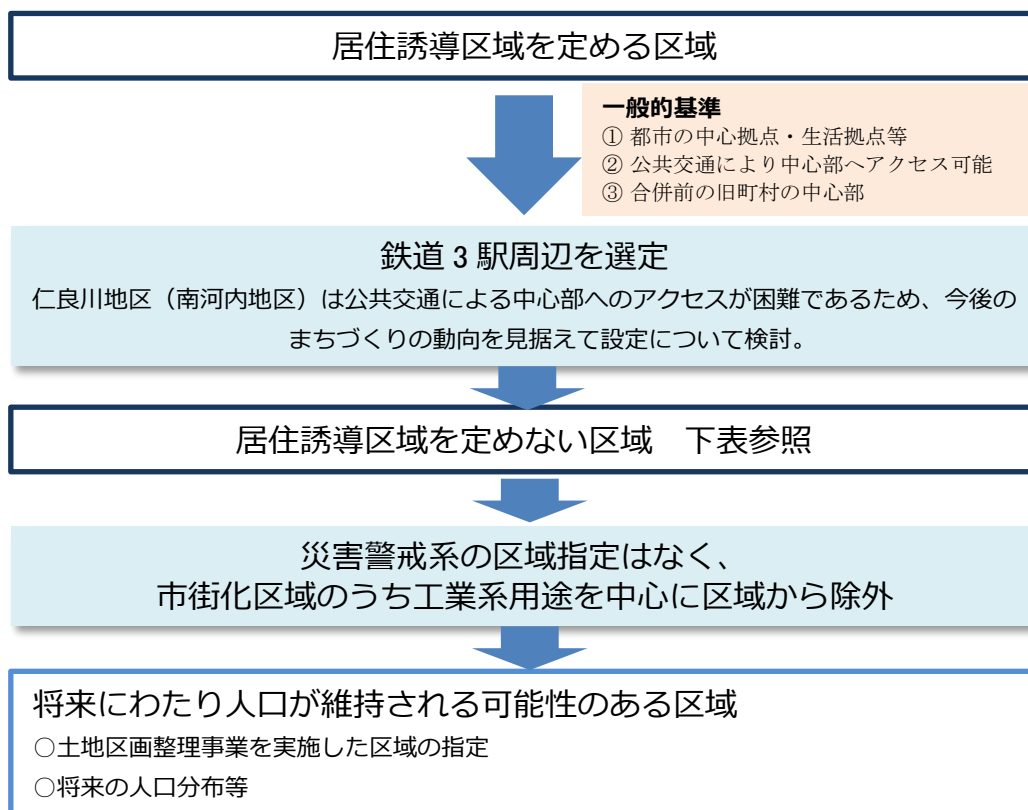 居住誘導区域を定める区域
一般的基準
① 都市の中心拠点・生活拠点等
② 公共交通により中心部へアクセス可能
③ 合併前の旧町村の中心部
鉄道3駅周辺を選定
仁良川地区（南河内地区）は公共交通による中心部へのアクセスが困難であるため、今後の
まちづくりの動向を見据えて設定について検討。
居住誘導区域を定めない区域　下表参照
災害警戒系の区域指定はなく、
市街化区域のうち工業系用途を中心に区域から除外
将来にわたり人口が維持される可能性のある区域
○土地区画整理事業を実施した区域の指定
○将来の人口分布等